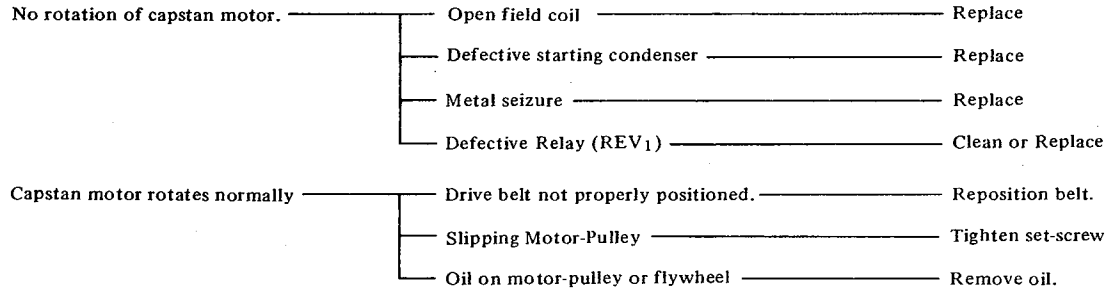 No rotation of capstan motor. Open field coil Replace
Defective starting condenser Replace
Metal seizure Replace
Defective Relay (REV1) Clean or Replace
Capstan motor rotates normally Drive belt not properly positioned. Reposition belt.
Slipping Motor-Pulley Tighten set-screw
Oil on motor-pulley or flywheel Remove oil.